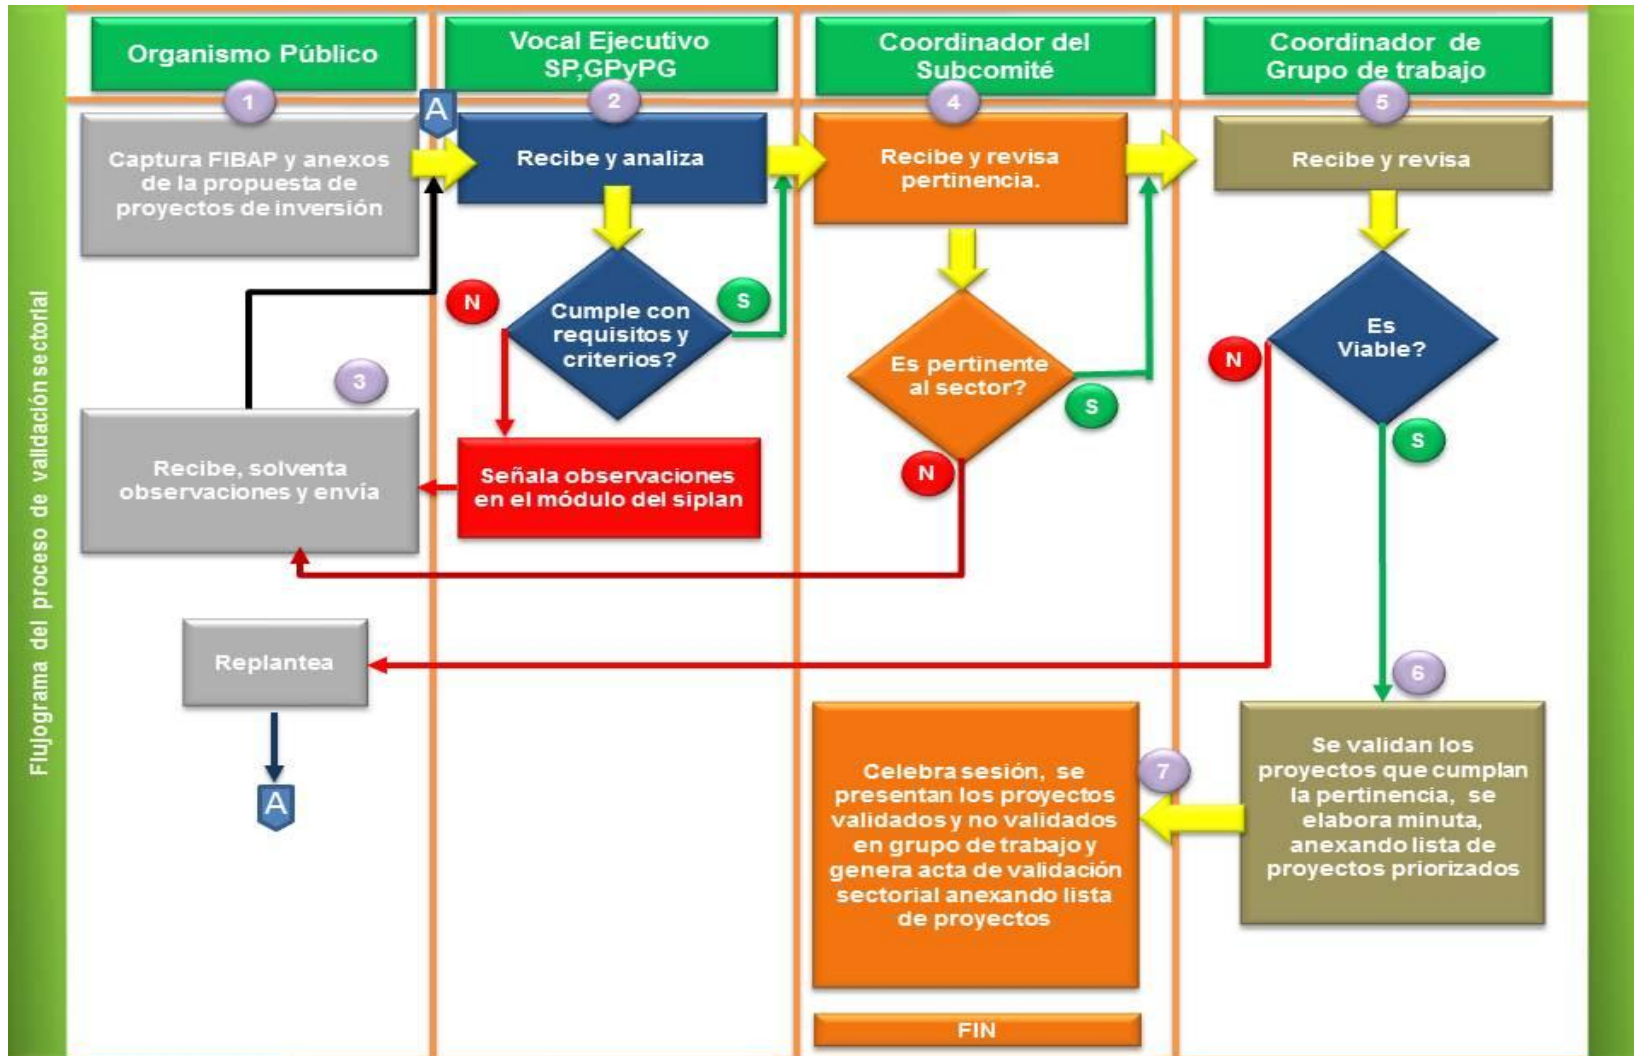 Flujograma del proceso de validación sectorial
Organismo Público
Vocal Ejecutivo
SP,GPyPG
Coordinador del
Subcomité
Coordinador de
Grupo de trabajo
1
A
2
4
5
Captura FIBAP y anexos
de la propuesta de
proyectos de inversión
Recibe y analiza
Recibe y revisa
pertinencia.
Recibe y revisa
N
Cumple con
requisitos y
criterios?
S
Es pertinente
al sector?
S
N
Es
Viable?
N
S
3
Recibe, solventa
observaciones y envía
Señala observaciones
en el módulo del siplan
Replantea
A
6
Se validan los
proyectos que cumplan
la pertinencia, se
elabora minuta,
anexando lista de
proyectos priorizados
7
Celebra sesión, se
presentan los proyectos
validados y no validados
en grupo de trabajo y
genera acta de validación
sectorial anexando lista
de proyectos
FIN